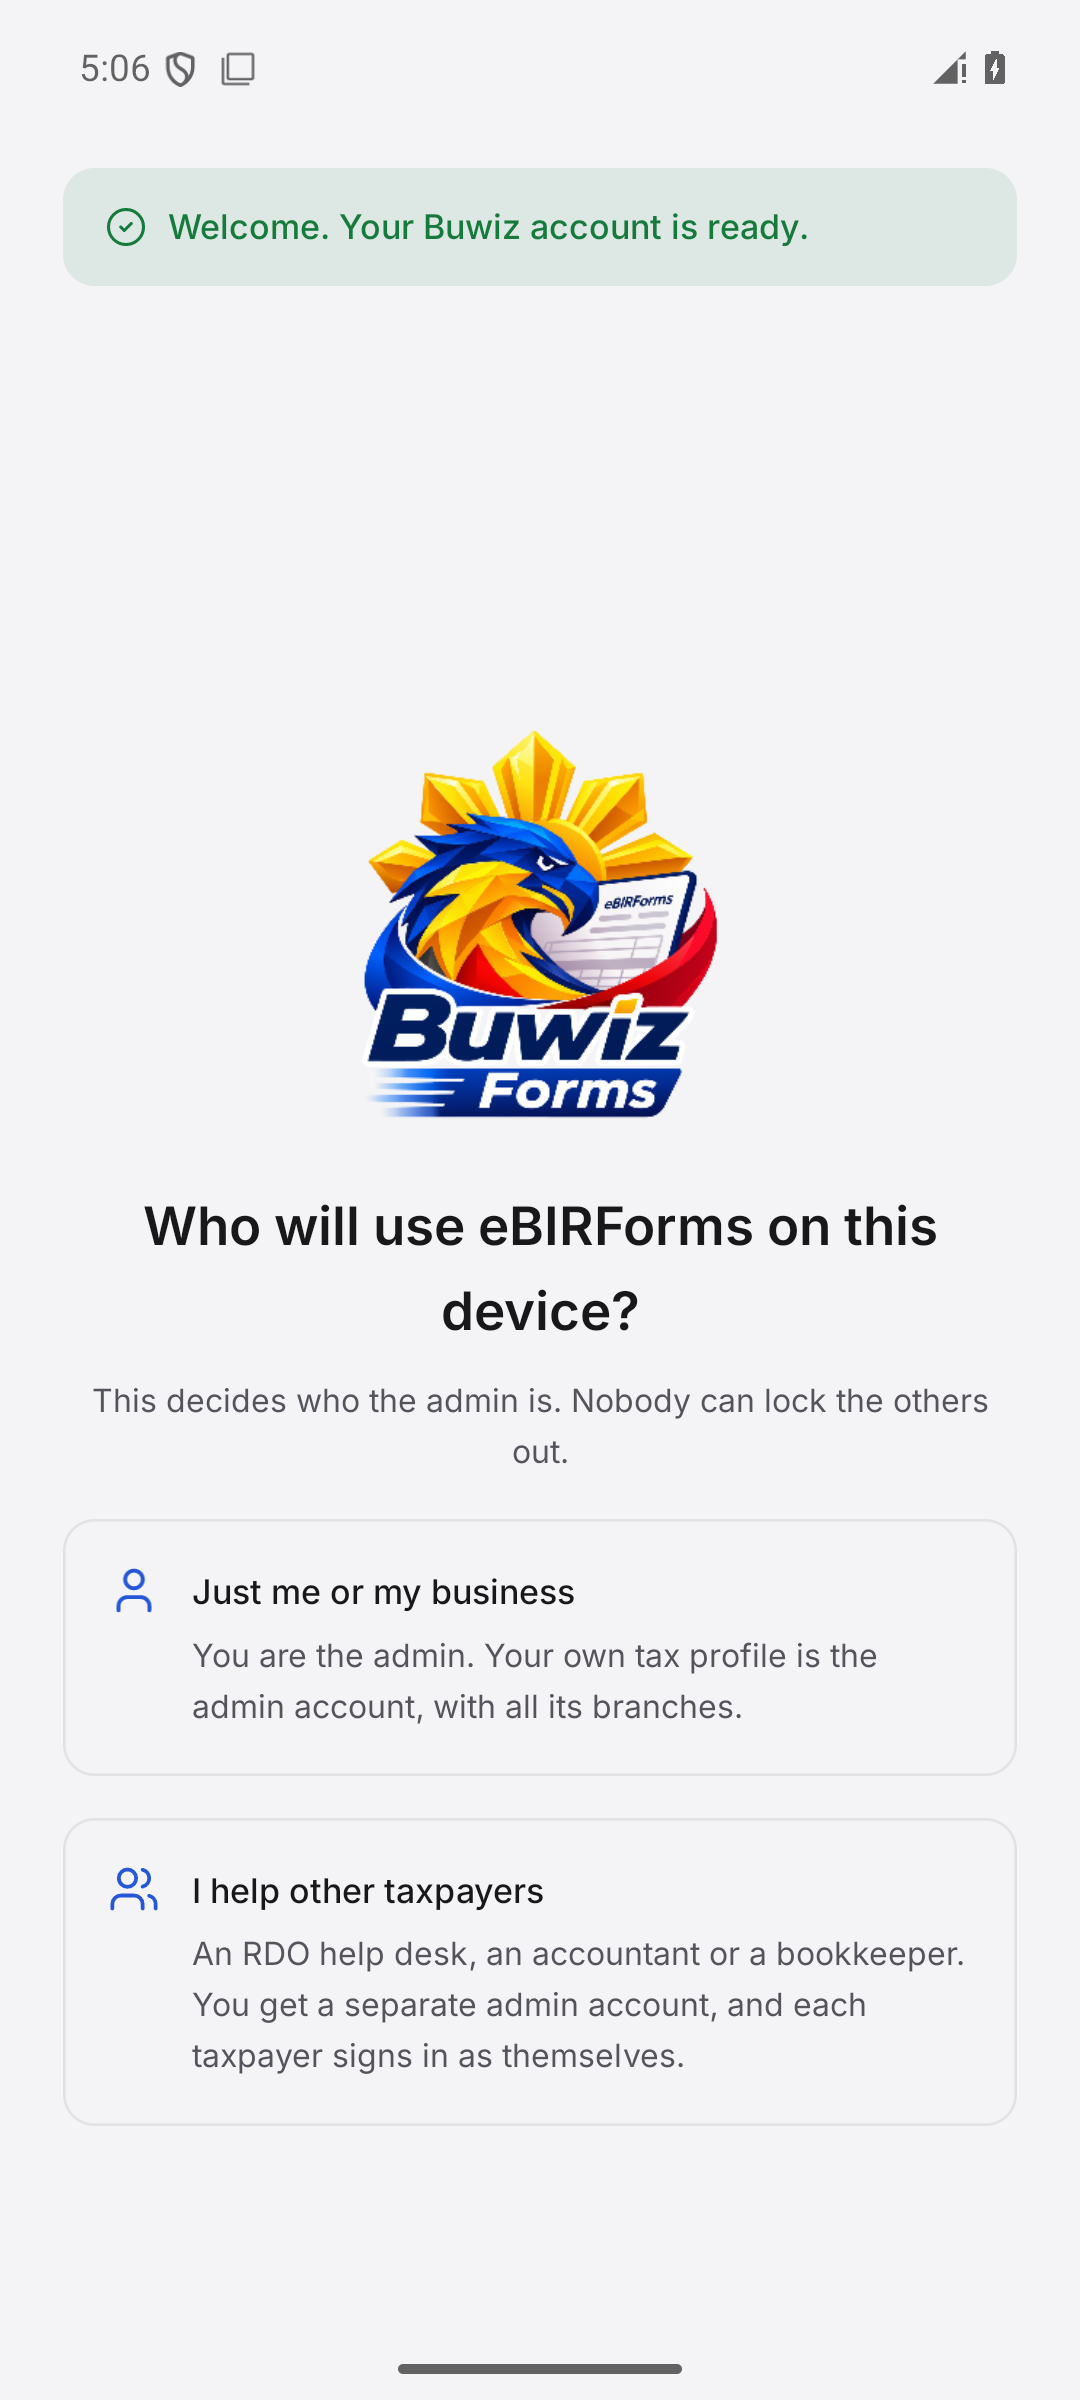 5:06
Welcome. Your Buwiz account is ready.
eBIRForms
Buwiz
Forms
Who will use eBIRForms on this
device?
This decides who the admin is. Nobody can lock the others
out.
Just me or my business
You are the admin. Your own tax profile is the
admin account, with all its branches.
I help other taxpayers
An RDO help desk, an accountant or a bookkeeper.
You get a separate admin account, and each
taxpayer signs in as themselves.